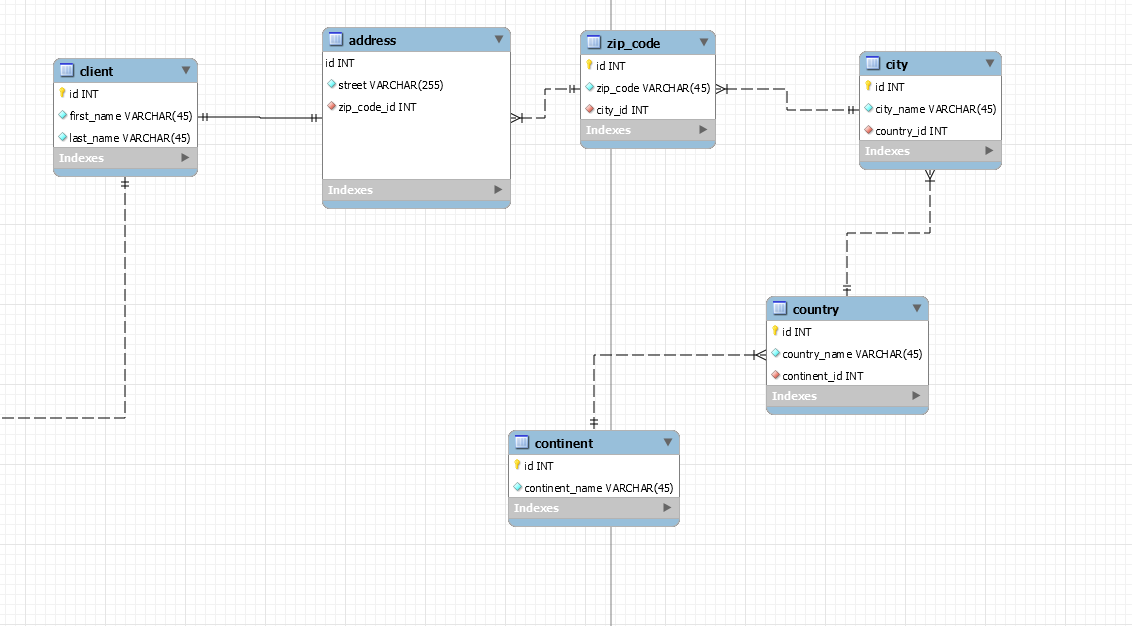 client
id INT
first_name VARCHAR(45)
last_name VARCHAR(45)
Indexes
address
id INT
street VARCHAR(255)
zip_code_id INT
Indexes
zip_code
id INT
zip_code VARCHAR(45)
city_id INT
Indexes
city
id INT
city_name VARCHAR(45)
country_id INT
Indexes
country
id INT
country_name VARCHAR(45)
continent_id INT
Indexes
continent
id INT
continent_name VARCHAR(45)
Indexes